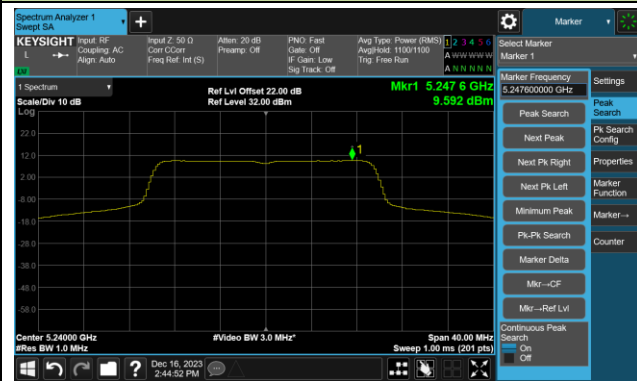 Spectrum Analyzer 1
Swept SA
Marker
KEYSIGHT
L
Input: RF
Coupling: AC
Align: Auto
Input Z: 50 Ω
Corr CCorr
Freq Ref: Int (S)
Atten: 20 dB
Preamp: Off
PNO: Fast
Gate: Off
IF Gain: Low
Sig Track: Off
Avg Type: Power (RMS)
Avg|Hold: 1100/1100
Trig: Free Run
1 2 3 4 5 6
A W W W W W
A N N N N N
Select Marker
Marker 1
1 Spectrum
Scale/Div 10 dB
Log
Ref Lvl Offset 22.00 dB
Ref Level 32.00 dBm
Mkr1 5.247 6 GHz
9.592 dBm
22.0
12.0
2.00
-8.00
-18.0
-28.0
-38.0
-48.0
-58.0
1
Center 5.24000 GHz
#Res BW 1.0 MHz
#Video BW 3.0 MHz*
Span 40.00 MHz
Sweep 1.00 ms (201 pts)
Marker Frequency
5.247600000 GHz
Peak Search
Next Peak
Next Pk Right
Next Pk Left
Minimum Peak
Pk-Pk Search
Marker Delta
Mkr→CF
Mkr→Ref Lvl
Continuous Peak
Search
On
Off
Settings
Peak
Search
Pk Search
Config
Properties
Marker
Function
Marker→
Counter
Dec 16, 2023
2:44:52 PM